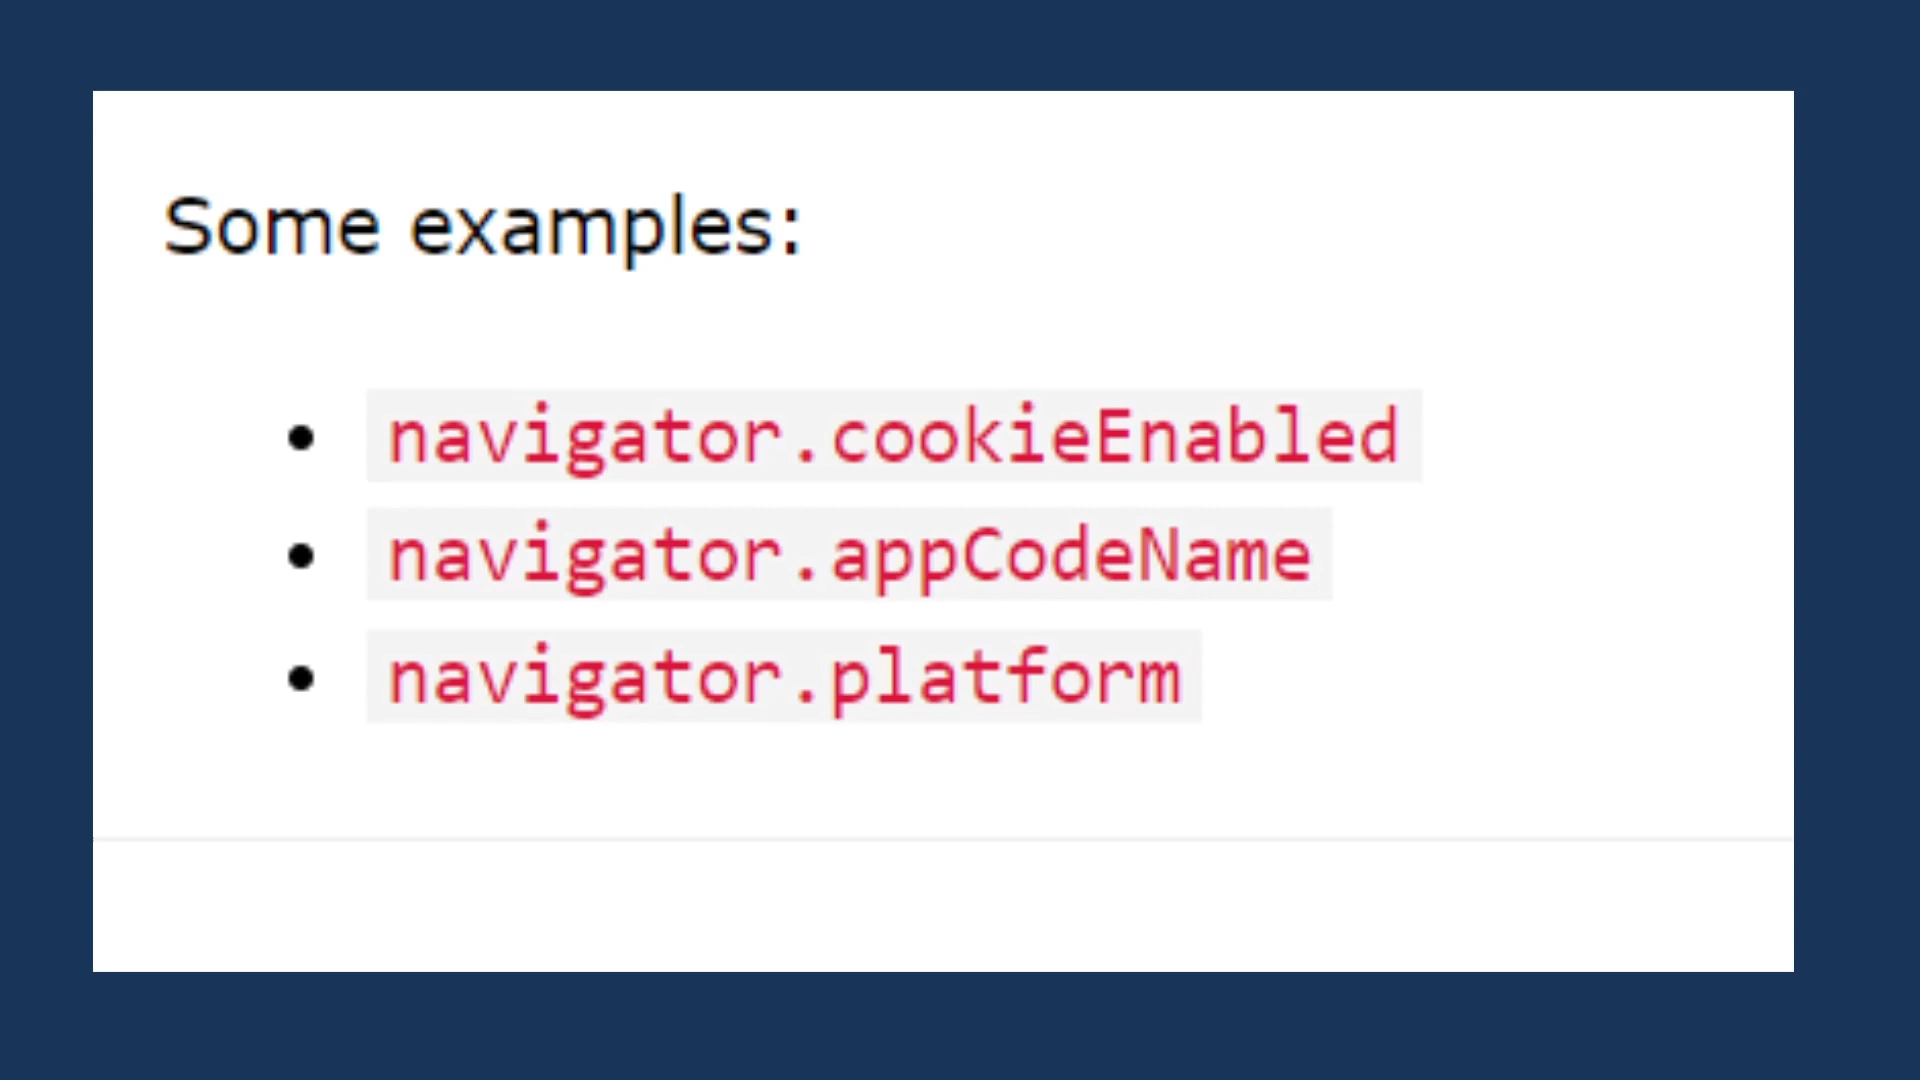 Some examples:
• navigator.cookieEnabled
• navigator.appCodeName
• navigator.platform